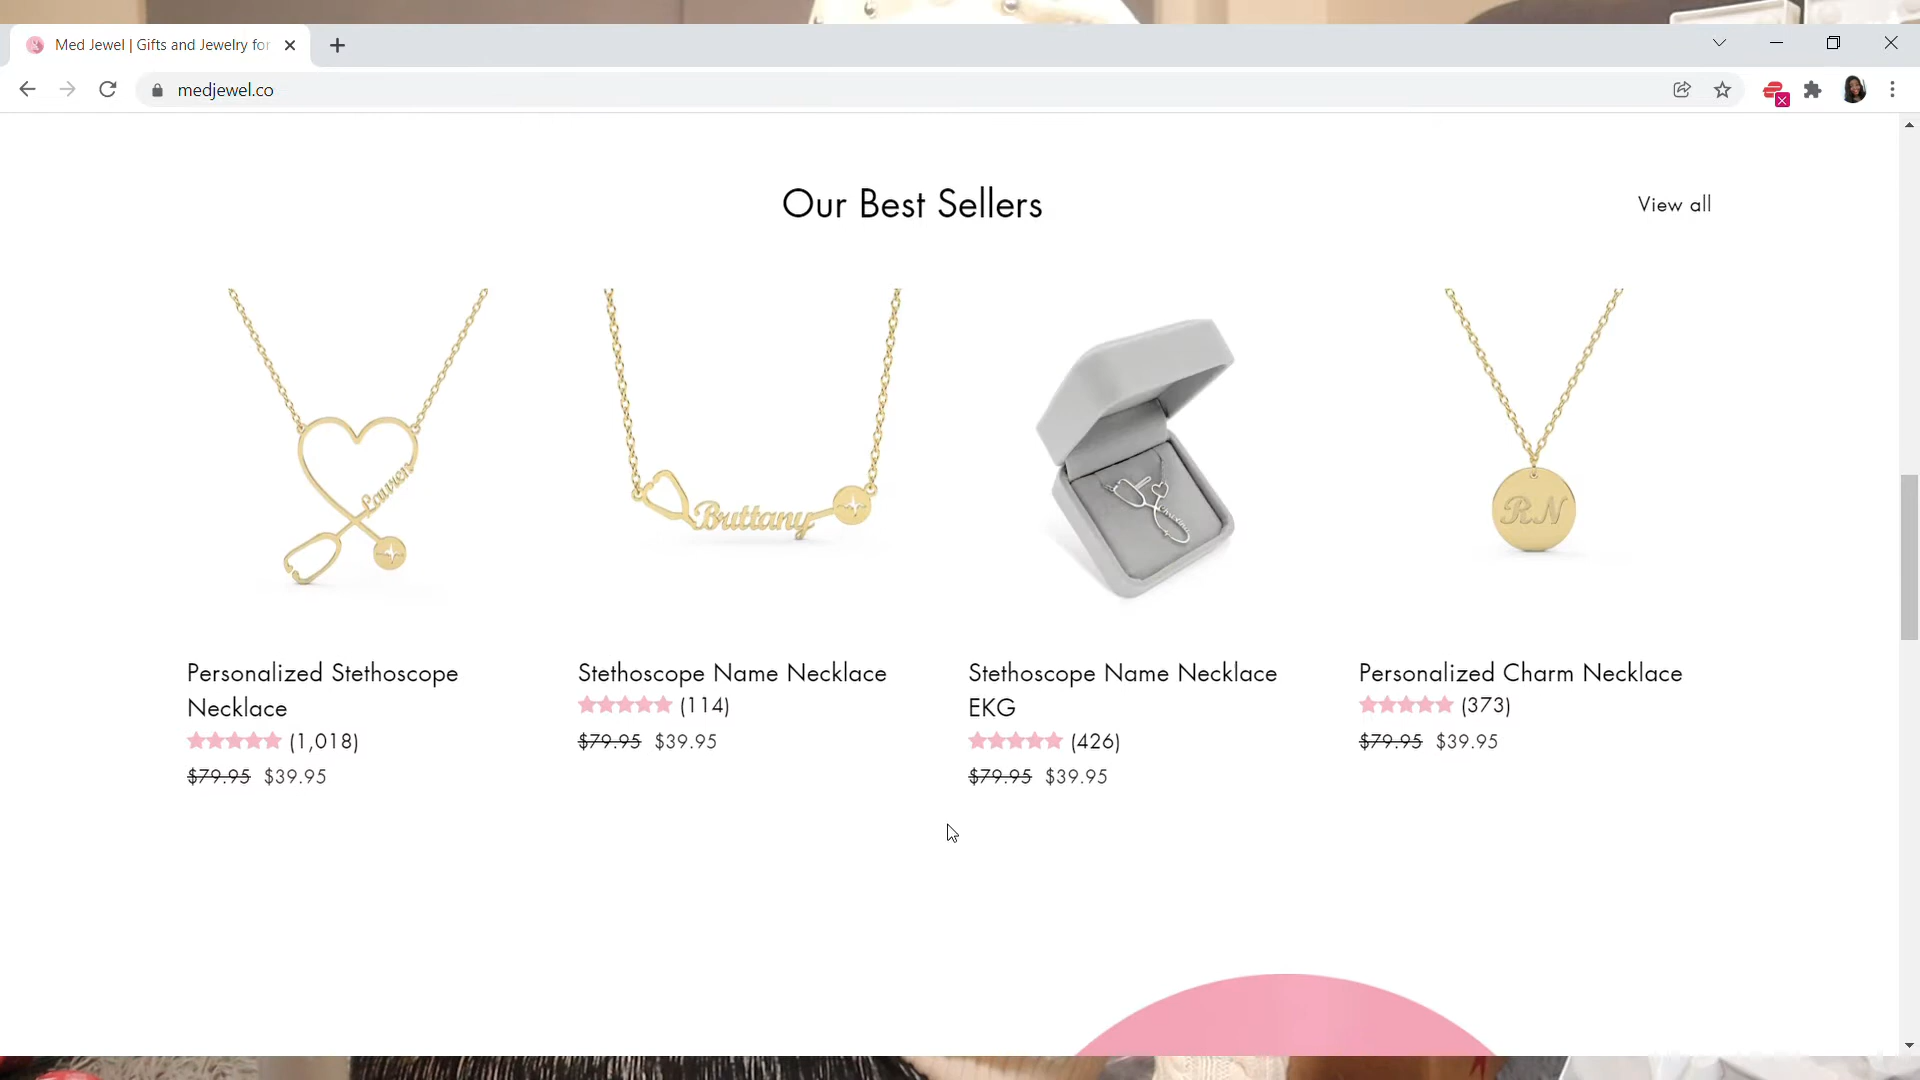 Med Jewel | Gifts and Jewelry for
medjewel.co
Our Best Sellers
View all
Lauren
Brittany
Christina
RN
Personalized Stethoscope
Necklace
(1,018)
$79.95 $39.95
Stethoscope Name Necklace
(114)
$79.95 $39.95
Stethoscope Name Necklace
EKG
(426)
$79.95 $39.95
Personalized Charm Necklace
(373)
$79.95 $39.95